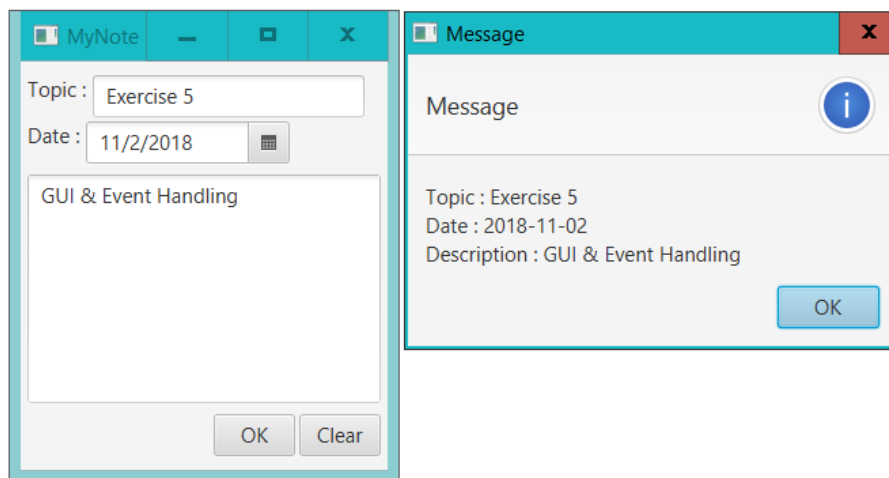 MyNote
Topic : Exercise 5
Date : 11/2/2018
GUI & Event Handling
OK Clear
Message
Message
Topic : Exercise 5
Date : 2018-11-02
Description : GUI & Event Handling
OK